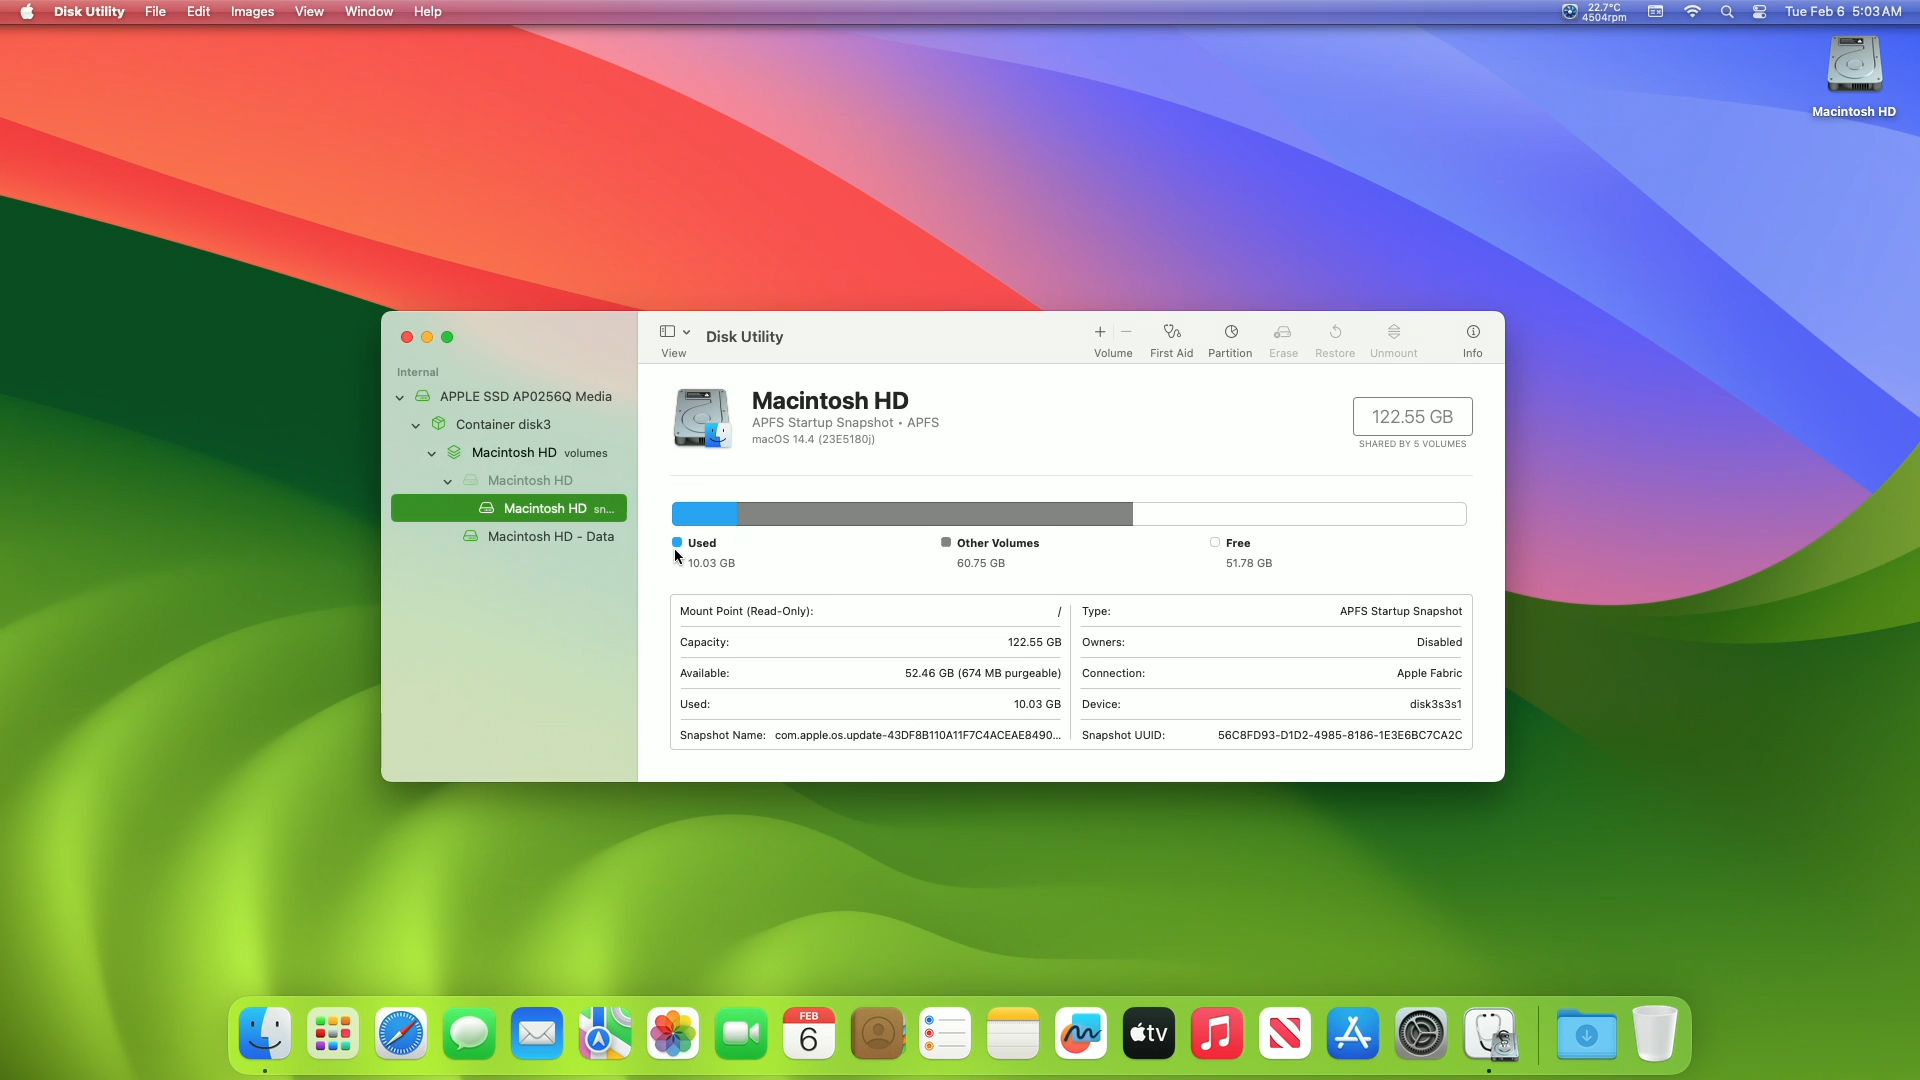 Disk Utility File Edit Images View Window Help
22.7°C
4504rpm
Tue Feb 6 5:03 AM
Macintosh HD
View
Disk Utility
Volume First Aid Partition Erase Restore Unmount Info
Internal
APPLE SSD AP0256Q Media
Container disk3
Macintosh HD volumes
Macintosh HD
Macintosh HD sn...
Macintosh HD - Data
Macintosh HD
APFS Startup Snapshot • APFS
macOS 14.4 (23E5180j)
122.55 GB
SHARED BY 5 VOLUMES
Used
10.03 GB
Other Volumes
60.75 GB
Free
51.78 GB
Mount Point (Read-Only): /
Capacity: 122.55 GB
Available: 52.46 GB (674 MB purgeable)
Used: 10.03 GB
Snapshot Name: com.apple.os.update-43DF8B110A11F7C4ACEAE8490...
Type: APFS Startup Snapshot
Owners: Disabled
Connection: Apple Fabric
Device: disk3s3s1
Snapshot UUID: 56C8FD93-D1D2-4985-8186-1E3E6BC7CA2C
FEB
6
tv